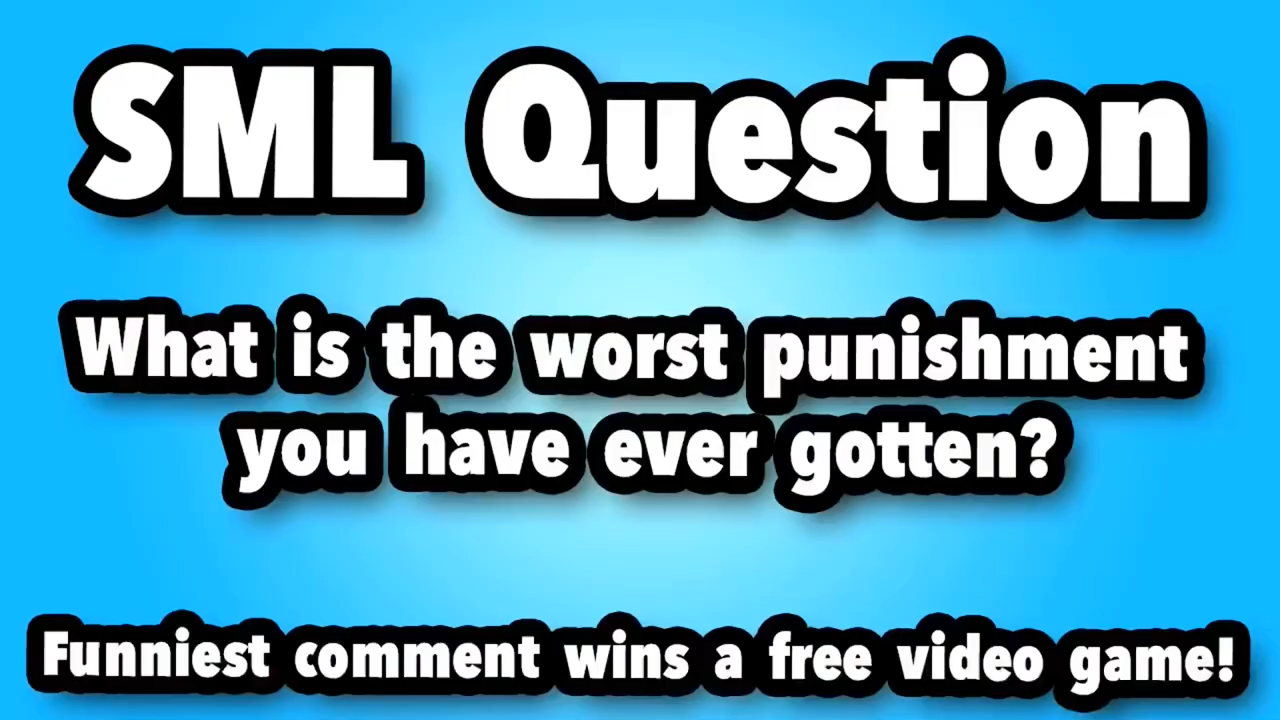 SML Question
What is the worst punishment
you have ever gotten?
Funniest comment wins a free video game!